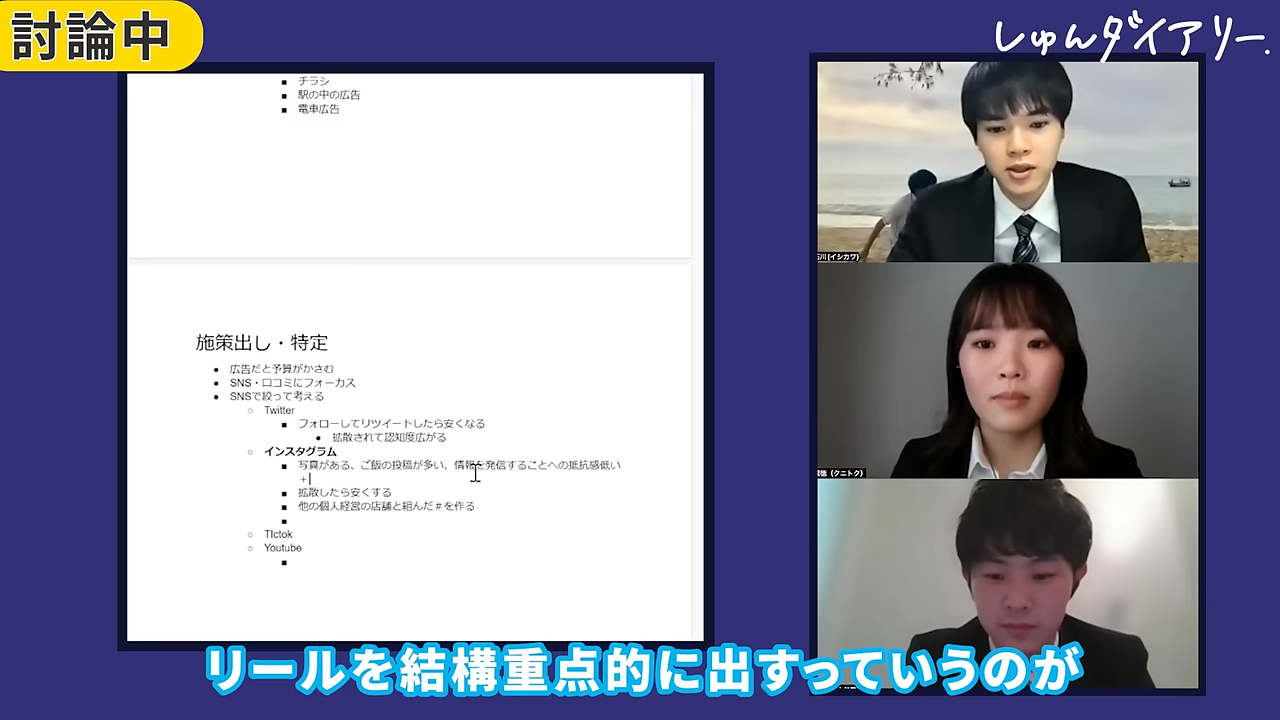 討論中
しゅんダイアリー.
チラシ
駅の中の広告
電車広告
施策出し・特定
広告だと予算がかさむ
SNS・口コミにフォーカス
SNSで絞って考える
Twitter
フォローしてリツイートしたら安くなる
拡散されて認知度広がる
インスタグラム
写真がある、ご飯の投稿が多い、情報を発信することへの抵抗感低い
+
拡散したら安くする
他の個人経営の店舗と組んだ#を作る
TIctok
Youtube
川(イシカワ)
(クニトク)
リールを結構重点的に出すっていうのが